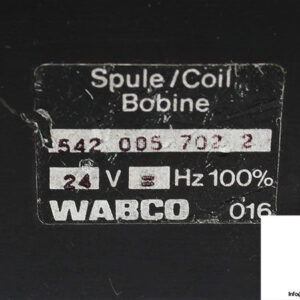 Spule/Coil
Bobine
542 005 702 2
24 V = Hz 100%
WABCO 016